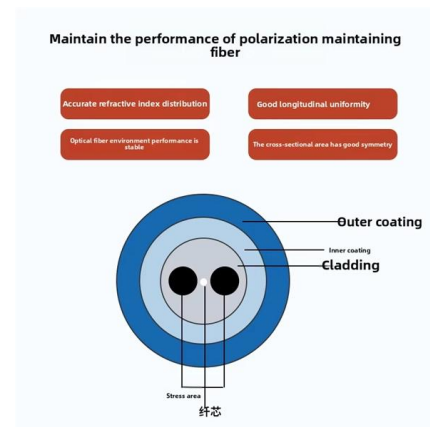 Maintain the performance of polarization maintaining
fiber
Accurate refractive index distribution
Good longitudinal uniformity
Optical fiber environment performance is
stable
The cross-sectional area has good symmetry
Outer coating
Inner coating
Cladding
Stress area
纤芯